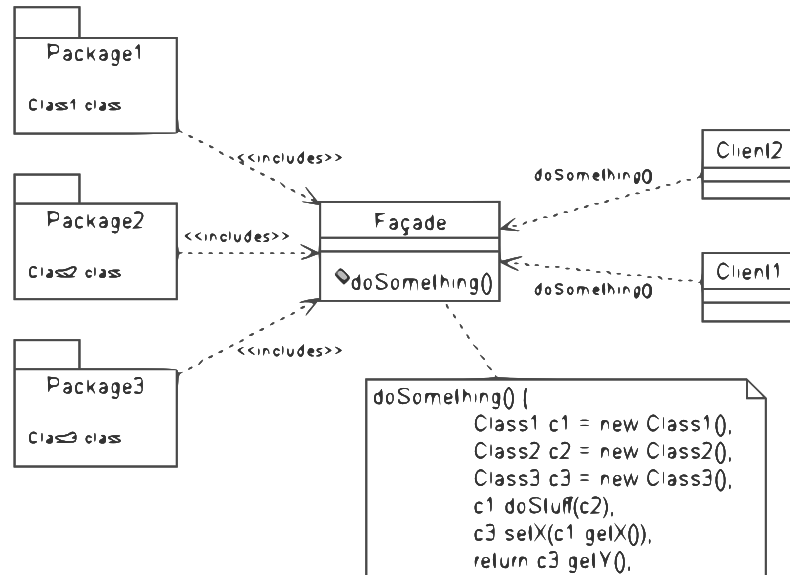 Package1
Class1 class
<<includes>>
Package2
Class2 class
<<includes>>
Package3
Class3 class
<<includes>>
Façade
doSomething()
doSomething()
Client2
doSomething()
Client1
doSomething() {
Class1 c1 = new Class1(),
Class2 c2 = new Class2(),
Class3 c3 = new Class3(),
c1 doStuff(c2),
c3 setX(c1 getX()),
return c3 getY(),